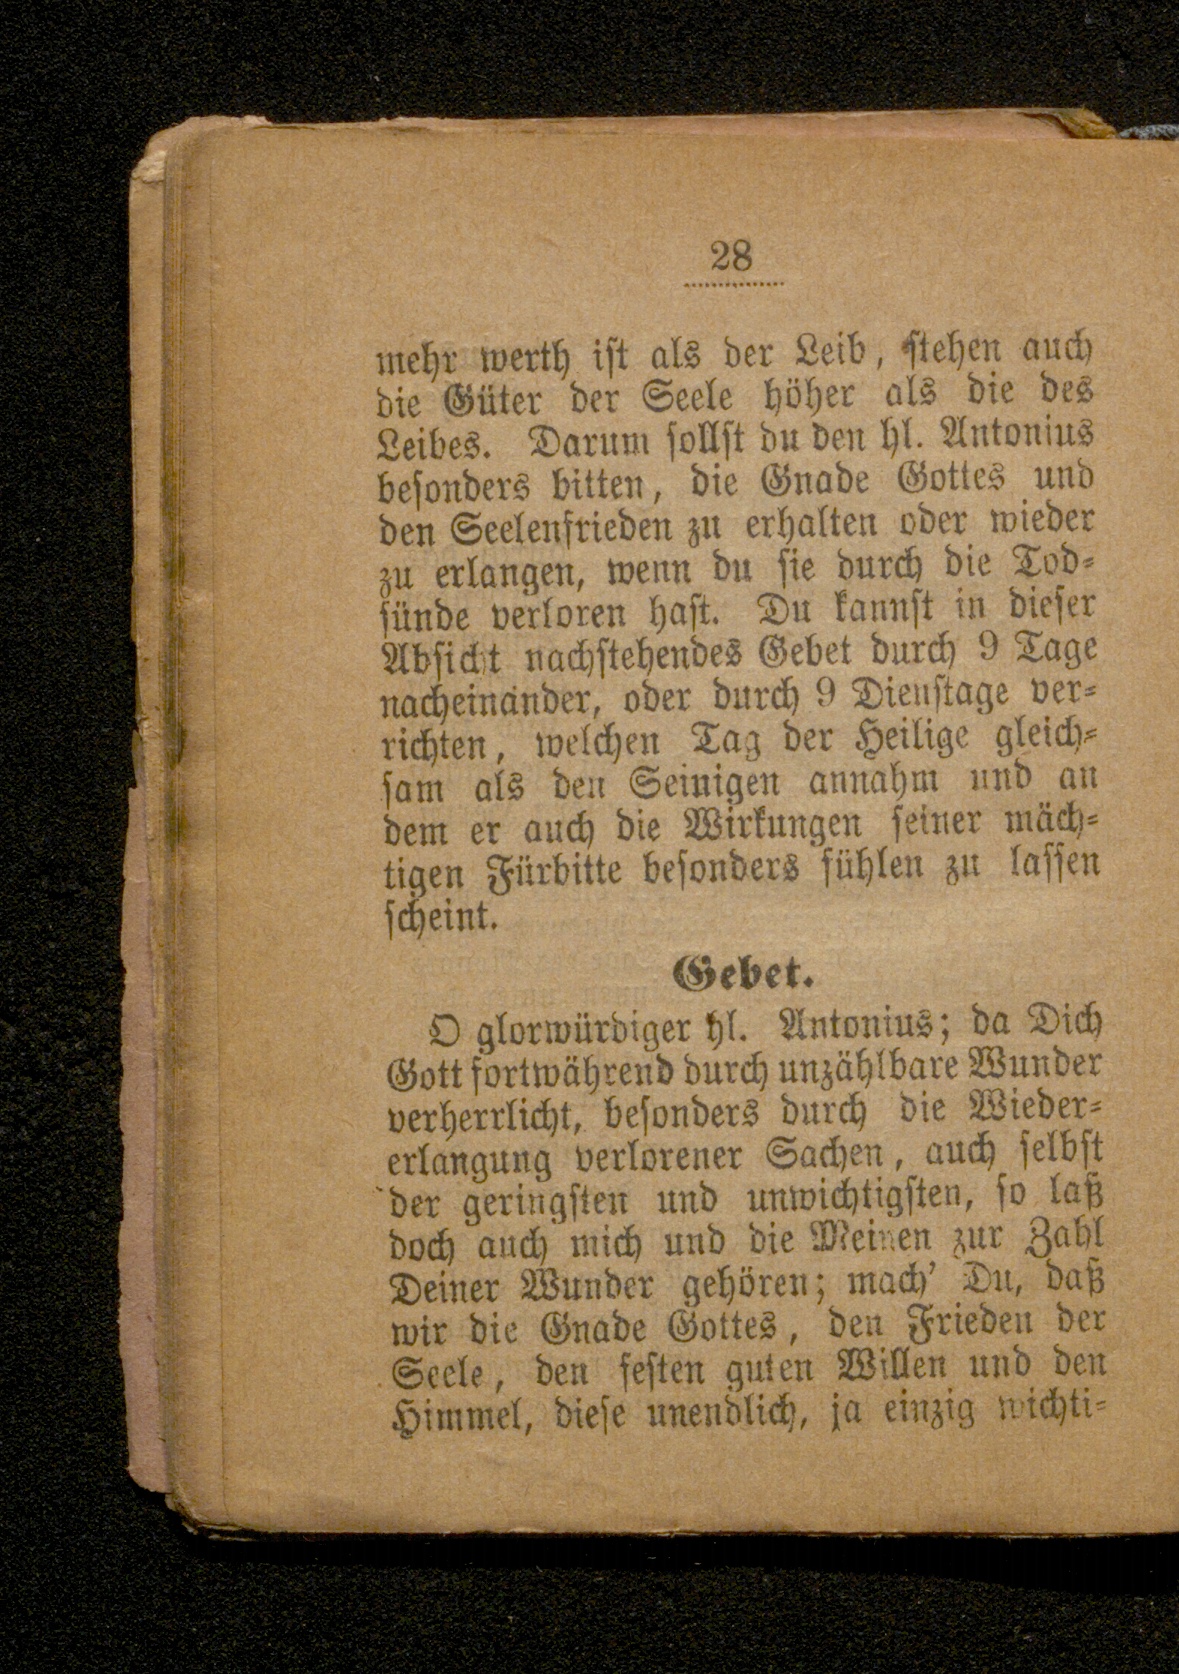 28
mehr werth ist als der Leib, stehen auch
die Güter der Seele höher als die des
Leibes. Darum sollst du den hl. Antonius
besonders bitten, die Gnade Gottes und
den Seelenfrieden zu erhalten oder wieder
zu erlangen, wenn du sie durch die Tod-
sünde verloren hast. Du kannst in dieser
Absicht nachstehendes Gebet durch 9 Tage
nacheinander, oder durch 9 Dienstage ver-
richten, welchen Tag der Heilige gleich-
sam als den Seinigen annahm und an
dem er auch die Wirkungen seiner mäch-
tigen Fürbitte besonders fühlen zu lassen
scheint.
Gebet.
O glorwürdiger hl. Antonius; da Dich
Gott fortwährend durch unzählbare Wunder
verherrlicht, besonders durch die Wieder-
erlangung verlorener Sachen, auch selbst
der geringsten und unwichtigsten, so laß
doch auch mich und die Meinen zur Zahl
Deiner Wunder gehören; mach' Du, daß
wir die Gnade Gottes, den Frieden der
Seele, den festen guten Willen und den
Himmel, diese unendlich, ja einzig wichti-